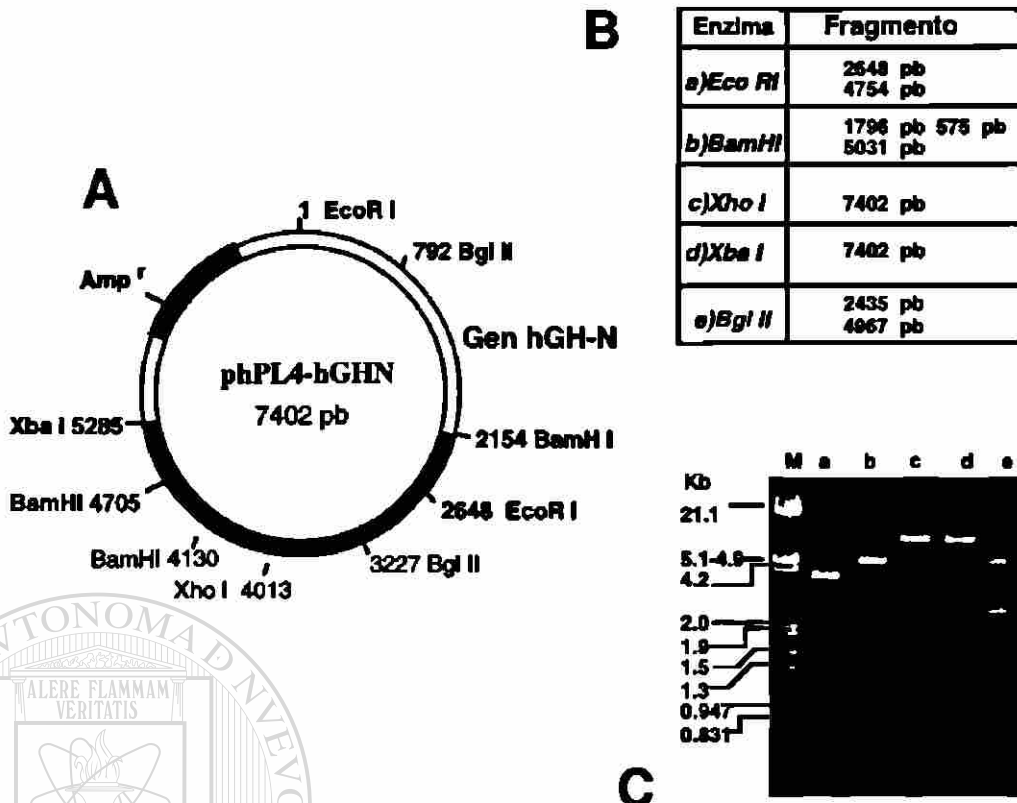 A
1 EcoR I
792 Bgl II
Amp r
Gen hGH-N
phPL4-hGHN
7402 pb
Xba I 5285
2154 BamH I
BamHI 4705
2648 EcoR I
BamHI 4130
3227 Bgl II
Xho I 4013
B
Enzima Fragmento
a)Eco RI 2648 pb
4754 pb
b)BamHI 1796 pb 575 pb
5031 pb
c)Xho I 7402 pb
d)Xba I 7402 pb
e)Bgl II 2435 pb
4967 pb
M a b c d e
Kb
21.1
5.1-4.9
4.2
2.0
1.9
1.5
1.3
0.947
0.831
C
ALERE FLAMMAM
VERITATIS